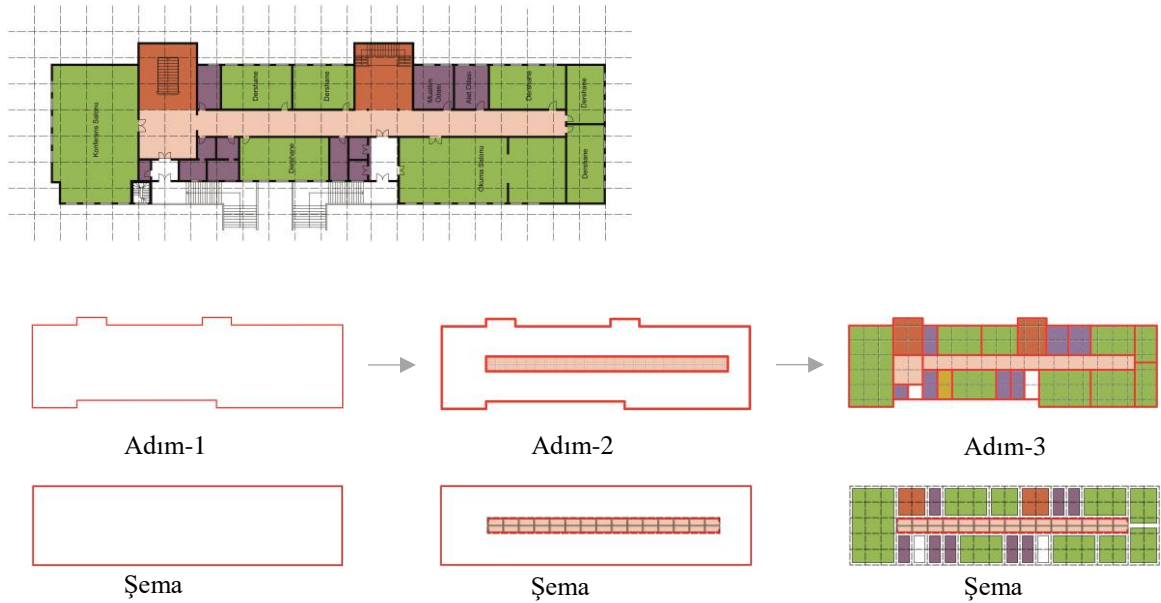 Konferans Salonu
Dershane
Dershane
Muallim
Odası
Alet Odası
Dershane
Dershane
Dershane
Okuma Salonu
Dershane
Adım-1
Adım-2
Adım-3
Şema
Şema
Şema